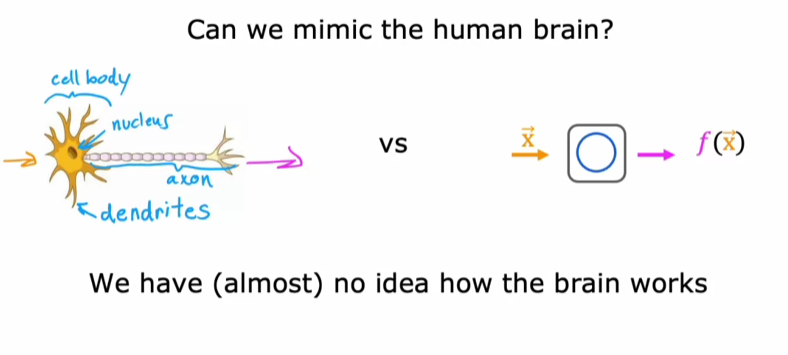 Can we mimic the human brain?
cell body
nucleus
axon
dendrites
vs
x⃗
f(x⃗)
We have (almost) no idea how the brain works